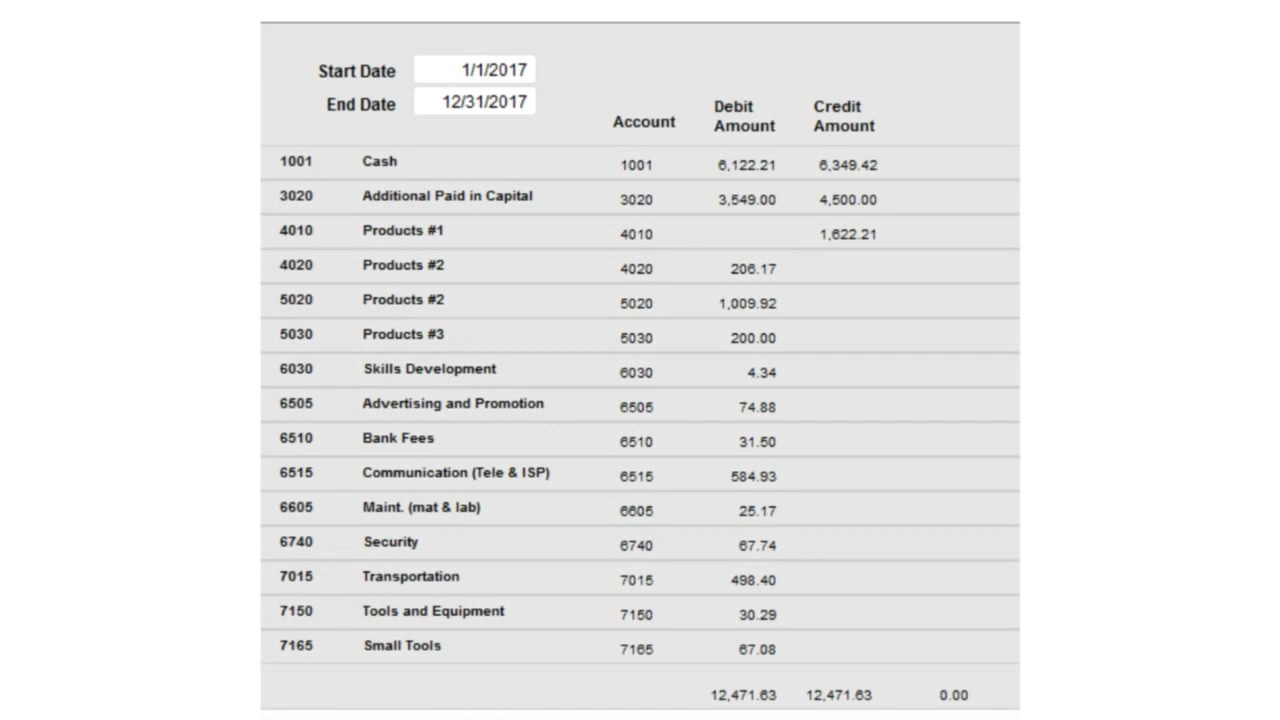 Start Date 1/1/2017
End Date 12/31/2017
Account Debit Amount Credit Amount
1001 Cash 1001 6,122.21 6,349.42
3020 Additional Paid in Capital 3020 3,549.00 4,500.00
4010 Products #1 4010 1,622.21
4020 Products #2 4020 206.17
5020 Products #2 5020 1,009.92
5030 Products #3 5030 200.00
6030 Skills Development 6030 4.34
6505 Advertising and Promotion 6505 74.88
6510 Bank Fees 6510 31.50
6515 Communication (Tele & ISP) 6515 584.93
6605 Maint. (mat & lab) 6605 25.17
6740 Security 6740 67.74
7015 Transportation 7015 498.40
7150 Tools and Equipment 7150 30.29
7165 Small Tools 7165 67.08
12,471.63 12,471.63 0.00